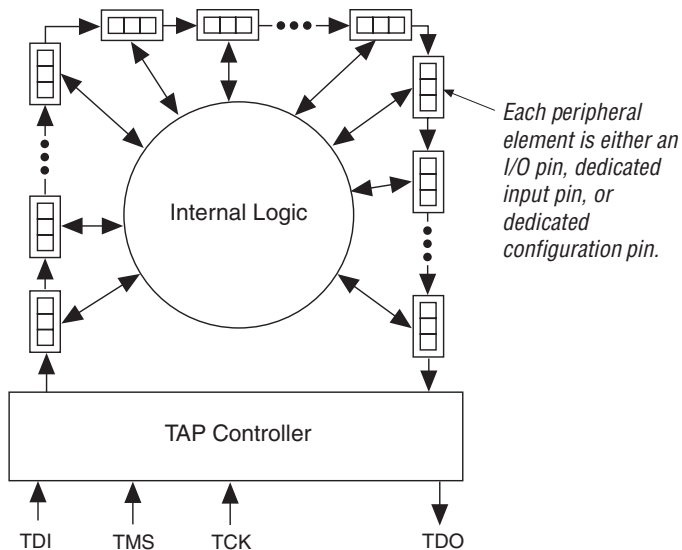 Each peripheral
element is either an
I/O pin, dedicated
input pin, or
dedicated
configuration pin.
Internal Logic
TAP Controller
TDI
TMS
TCK
TDO